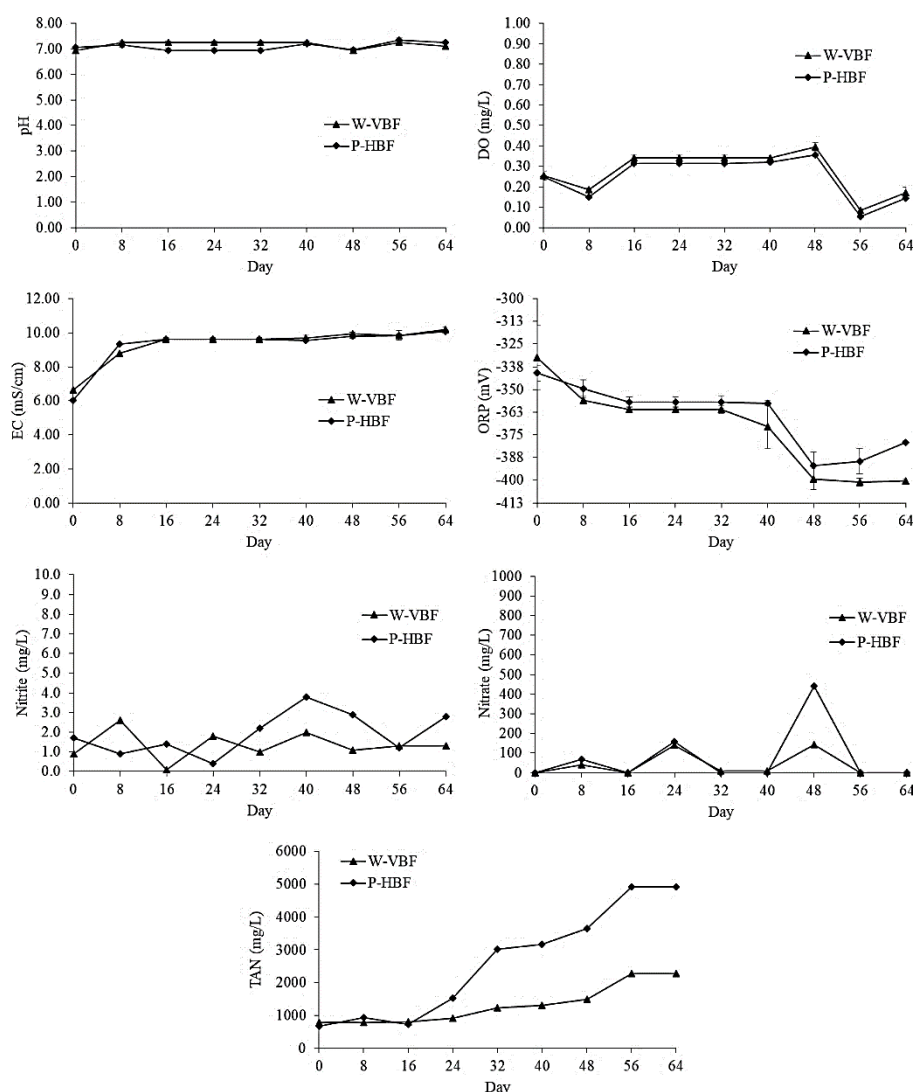 8.00
7.00
6.00
5.00
4.00
3.00
2.00
1.00
0.00
pH
W-VBF
P-HBF
0 8 16 24 32 40 48 56 64
Day
1.00
0.90
0.80
0.70
0.60
0.50
0.40
0.30
0.20
0.10
0.00
DO (mg/L)
W-VBF
P-HBF
0 8 16 24 32 40 48 56 64
Day
12.00
10.00
8.00
6.00
4.00
2.00
0.00
EC (mS/cm)
W-VBF
P-HBF
0 8 16 24 32 40 48 56 64
Day
-300
-313
-325
-338
-350
-363
-375
-388
-400
-413
ORP (mV)
W-VBF
P-HBF
0 8 16 24 32 40 48 56 64
Day
10.0
9.0
8.0
7.0
6.0
5.0
4.0
3.0
2.0
1.0
0.0
Nitrite (mg/L)
W-VBF
P-HBF
0 8 16 24 32 40 48 56 64
Day
1000
900
800
700
600
500
400
300
200
100
0
Nitrate (mg/L)
W-VBF
P-HBF
0 8 16 24 32 40 48 56 64
Day
6000
5000
4000
3000
2000
1000
0
TAN (mg/L)
W-VBF
P-HBF
0 8 16 24 32 40 48 56 64
Day